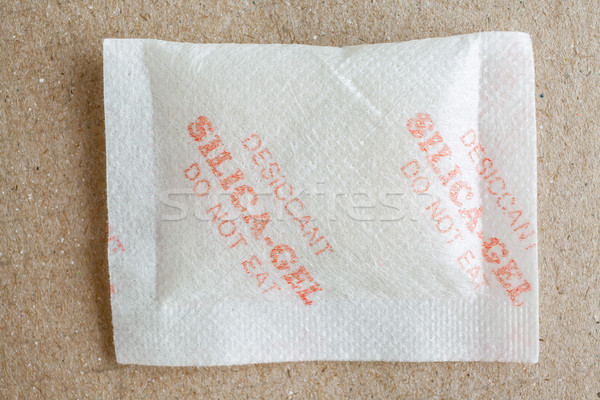 DESICCANT
SILICA-GEL
DO NOT EAT
DESICCANT
SILICA-GEL
DO NOT EAT